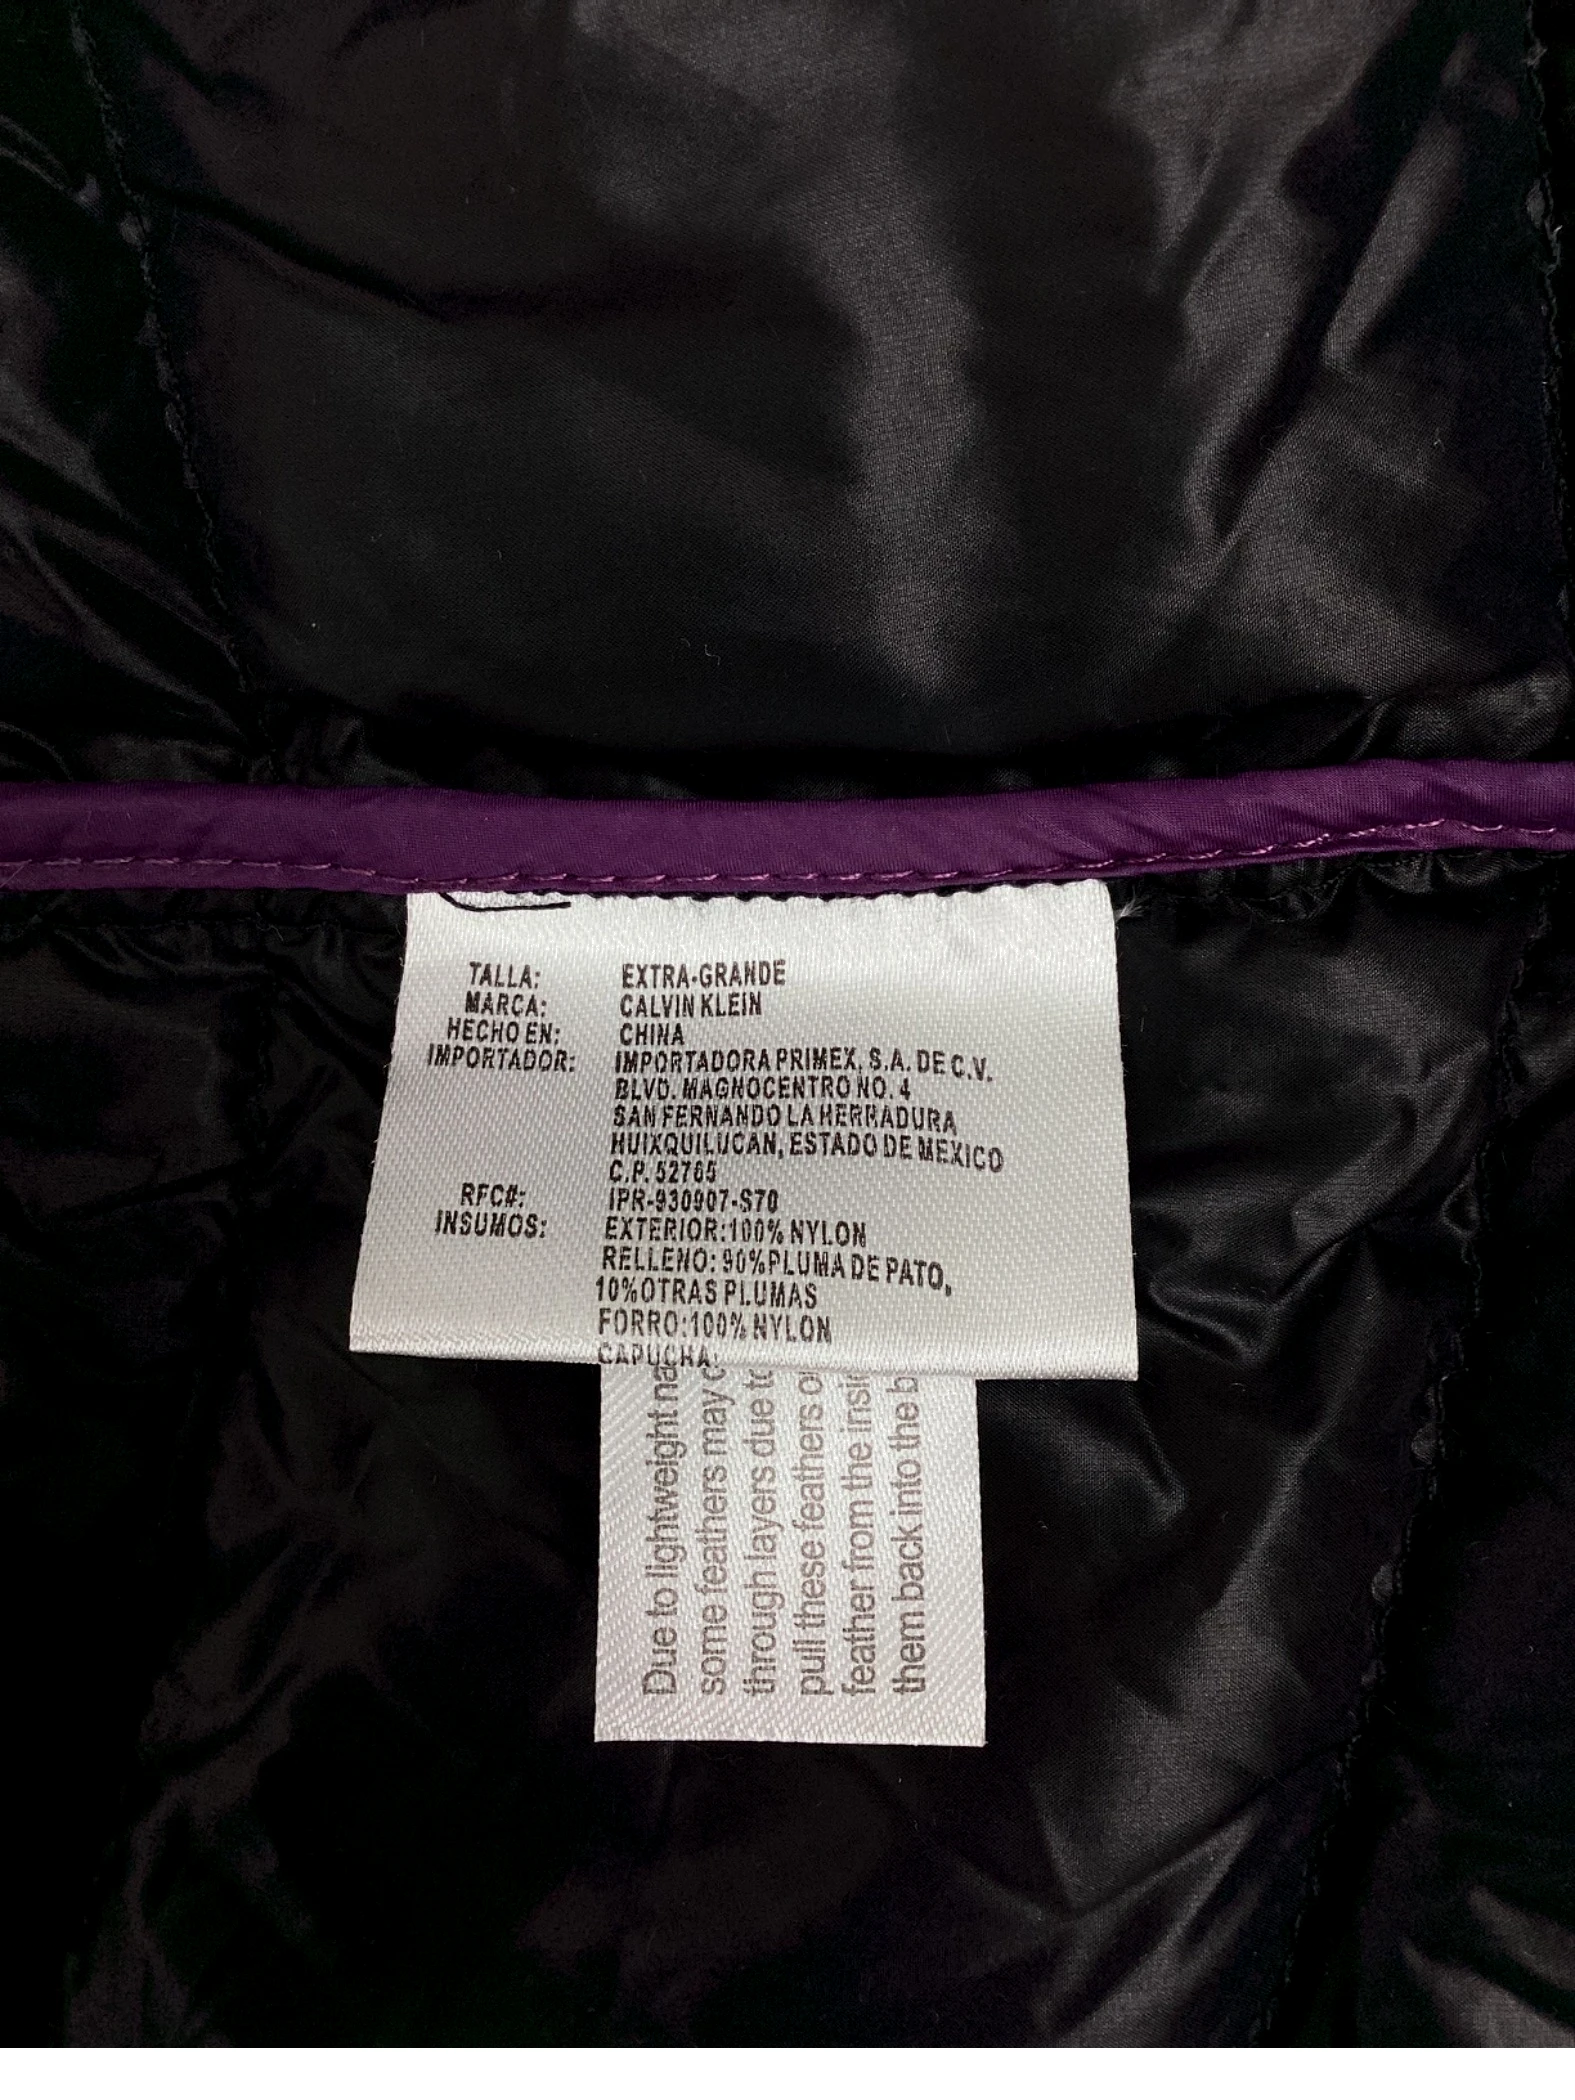 TALLA: EXTRA-GRANDE
MARCA: CALVIN KLEIN
HECHO EN: CHINA
IMPORTADOR: IMPORTADORA PRIMEX, S.A. DE C.V.
BLVD. MAGNOCENTRO NO. 4
SAN FERNANDO LA HERRADURA
HUIXQUILUCAN, ESTADO DE MEXICO
C.P. 52765
RFC#: IPR-930907-S70
INSUMOS: EXTERIOR:100% NYLON
RELLENO: 90%PLUMA DE PATO,
10%OTRAS PLUMAS
FORRO:100% NYLON
CAPUCHA:
Due to lightweight
some feathers may
through layers due
pull these feathers
feather from the
them back into the